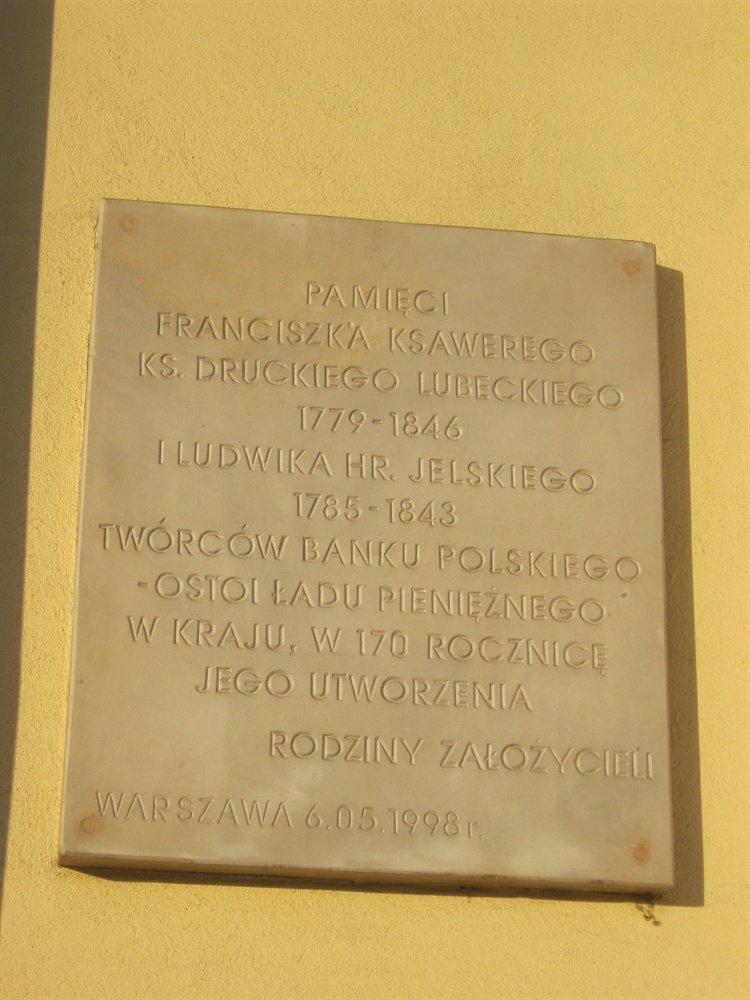 PAMIĘCI
FRANCISZKA KSAWEREGO
KS. DRUCKIEGO LUBECKIEGO
1779-1846
I LUDWIKA HR. JELSKIEGO
1785-1843
TWÓRCÓW BANKU POLSKIEGO
-OSTOI ŁADU PIENIĘŻNEGO
W KRAJU, W 170 ROCZNICĘ
JEGO UTWORZENIA
RODZINY ZAŁOŻYCIELI
WARSZAWA 6.05.1998 r.